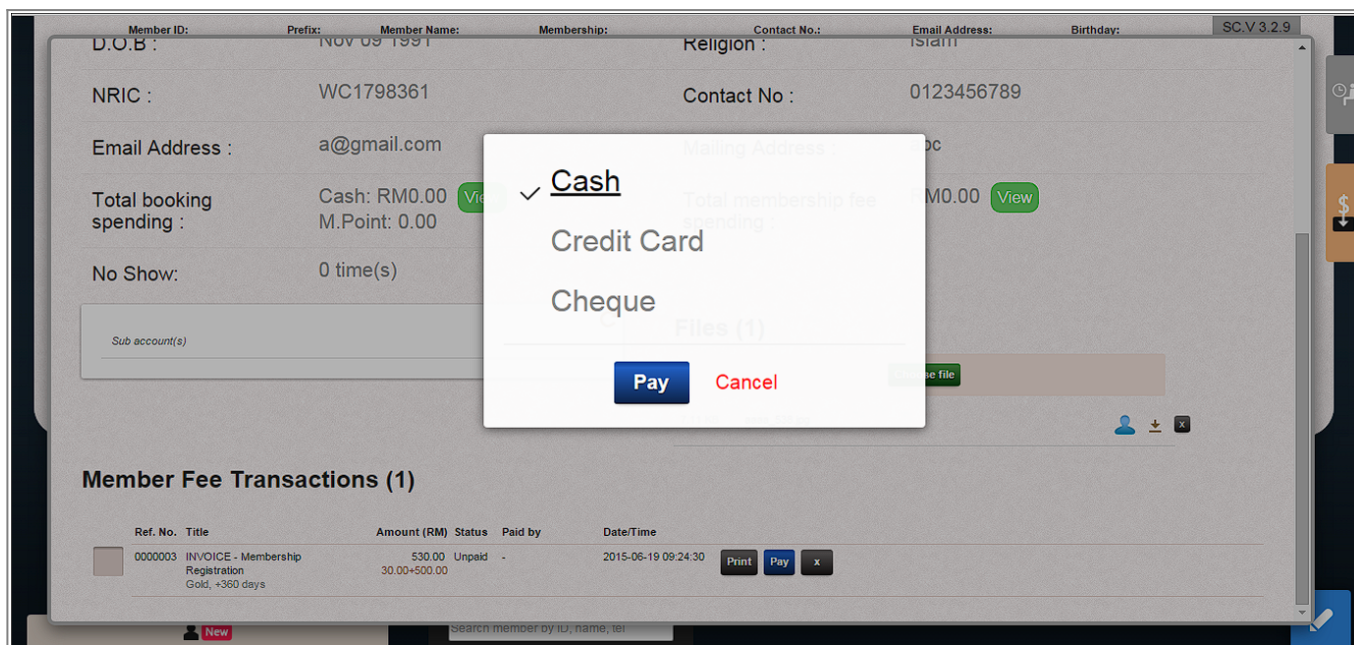 Member ID: Prefix: Member Name: Membership: Contact No.: Email Address: Birthday: SC.V 3.2.9
D.O.B : Nov 09 1991 Religion : Islam
NRIC : WC1798361 Contact No : 0123456789
Email Address : a@gmail.com Mailing Address : abc
Total booking spending : Cash: RM0.00 View
M.Point: 0.00
Total membership fee spending : RM0.00 View
No Show: 0 time(s)
Cash
Credit Card
Cheque
Pay Cancel
Sub account(s)
Files (1)
se file
x
Member Fee Transactions (1)
Ref. No. Title Amount (RM) Status Paid by Date/Time
0000003 INVOICE - Membership 530.00 Unpaid - 2015-06-19 09:24:30 Print Pay x
Registration 30.00+500.00
Gold, +360 days
New
Search member by ID, name, tel